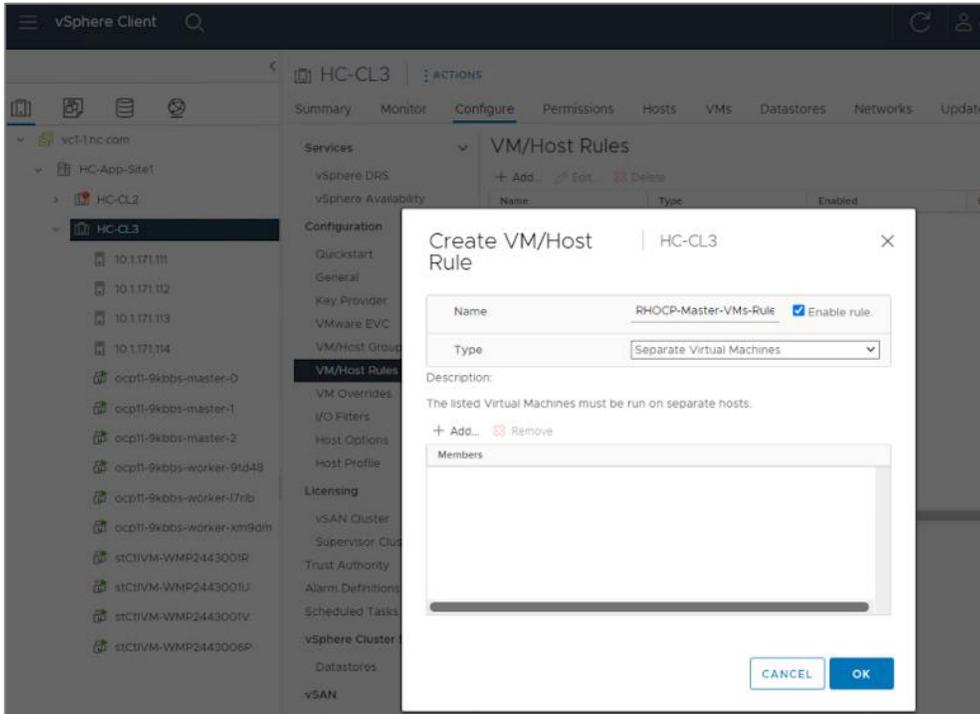 vSphere Client
HC-CL3
ACTIONS
Summary Monitor Configure Permissions Hosts VMs Datastores Networks Update
vc1-1.hc.com
HC-App-Site1
HC-CL2
HC-CL3
10.1.171.111
10.1.171.112
10.1.171.113
10.1.171.114
ocp11-9kbbs-master-0
ocp11-9kbbs-master-1
ocp11-9kbbs-master-2
ocp11-9kbbs-worker-9td48
ocp11-9kbbs-worker-l7rlb
ocp11-9kbbs-worker-xm9dm
stCtlVM-WMP2443001R
stCtlVM-WMP2443001U
stCtlVM-WMP2443001V
stCtlVM-WMP2443006P
Services
vSphere DRS
vSphere Availability
Configuration
Quickstart
General
Key Provider
VMware EVC
VM/Host Group
VM/Host Rules
VM Overrides
I/O Filters
Host Options
Host Profile
Licensing
vSAN Cluster
Supervisor Clus
Trust Authority
Alarm Definitions
Scheduled Tasks
vSphere Cluster S
Datastores
vSAN
VM/Host Rules
+ Add... Edit... Delete
Name Type Enabled
Create VM/Host Rule
HC-CL3
Name RHOCP-Master-VMs-Rule Enable rule.
Type Separate Virtual Machines
Description:
The listed Virtual Machines must be run on separate hosts.
+ Add... Remove
Members
CANCEL OK